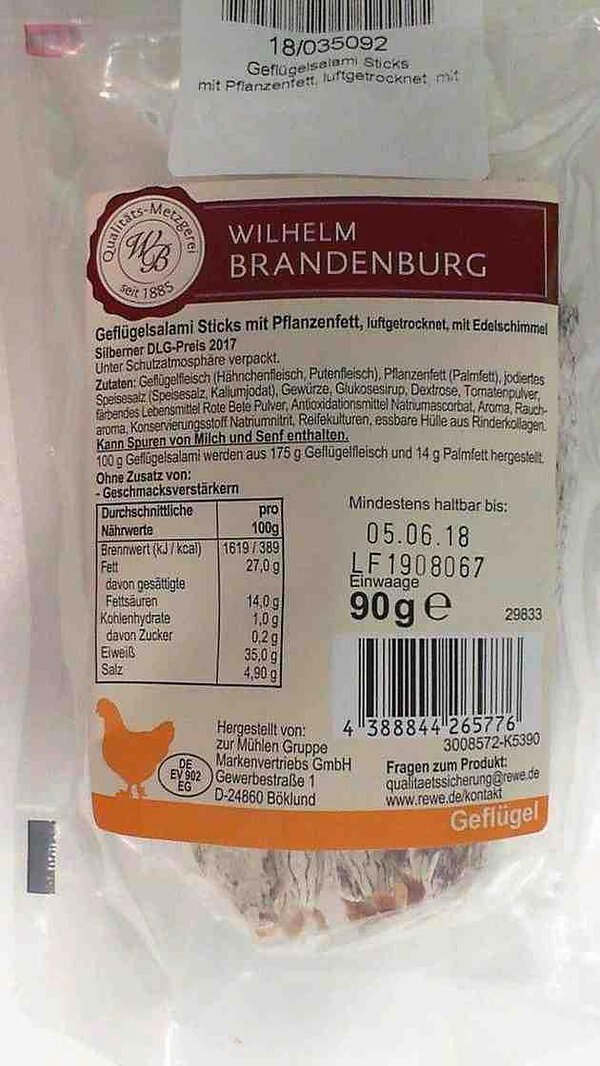 18/035092
Geflügelsalami Sticks
mit Pflanzenfett, luftgetrocknet, mit
Qualitäts-Metzgerei
WB
seit 1885
WILHELM
BRANDENBURG
Geflügelsalami Sticks mit Pflanzenfett, luftgetrocknet, mit Edelschimmel
Silberner DLG-Preis 2017
Unter Schutzatmosphäre verpackt.
Zutaten: Geflügelfleisch (Hähnchenfleisch, Putenfleisch), Pflanzenfett (Palmfett), jodiertes
Speisesalz (Speisesalz, Kaliumjodat), Gewürze, Glukosesirup, Dextrose, Tomatenpulver,
färbendes Lebensmittel Rote Bete Pulver, Antioxidationsmittel Natriumascorbat, Aroma, Rauch-
aroma, Konservierungsstoff Natriumnitrit, Reifekulturen, essbare Hülle aus Rinderkollagen.
Kann Spuren von Milch und Senf enthalten.
100 g Geflügelsalami werden aus 175 g Geflügelfleisch und 14 g Palmfett hergestellt.
Ohne Zusatz von:
- Geschmacksverstärkern
Durchschnittliche pro
Nährwerte 100g
Brennwert (kJ / kcal) 1619 / 389
Fett 27,0 g
davon gesättigte
Fettsäuren 14,0 g
Kohlenhydrate 1,0 g
davon Zucker 0,2 g
Eiweiß 35,0 g
Salz 4,90 g
Mindestens haltbar bis:
05.06.18
LF1908067
Einwaage
90g e
29833
4 388844 265776
3008572-K5390
Hergestellt von:
zur Mühlen Gruppe
Markenvertriebs GmbH
Gewerbestraße 1
D-24860 Böklund
DE
EV 902
EG
Fragen zum Produkt:
qualitaetssicherung@rewe.de
www.rewe.de/kontakt
Geflügel